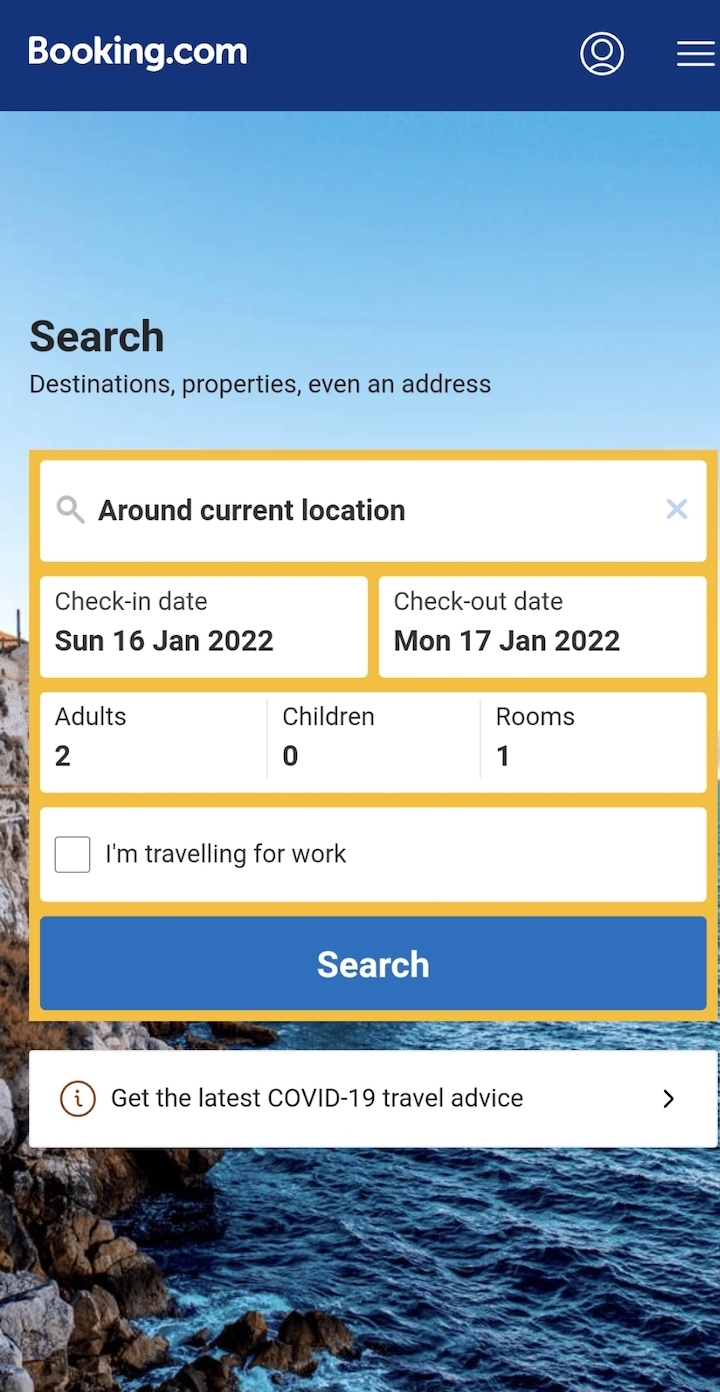 Booking.com
Search
Destinations, properties, even an address
Around current location
Check-in date
Sun 16 Jan 2022
Check-out date
Mon 17 Jan 2022
Adults
2
Children
0
Rooms
1
I'm travelling for work
Search
Get the latest COVID-19 travel advice